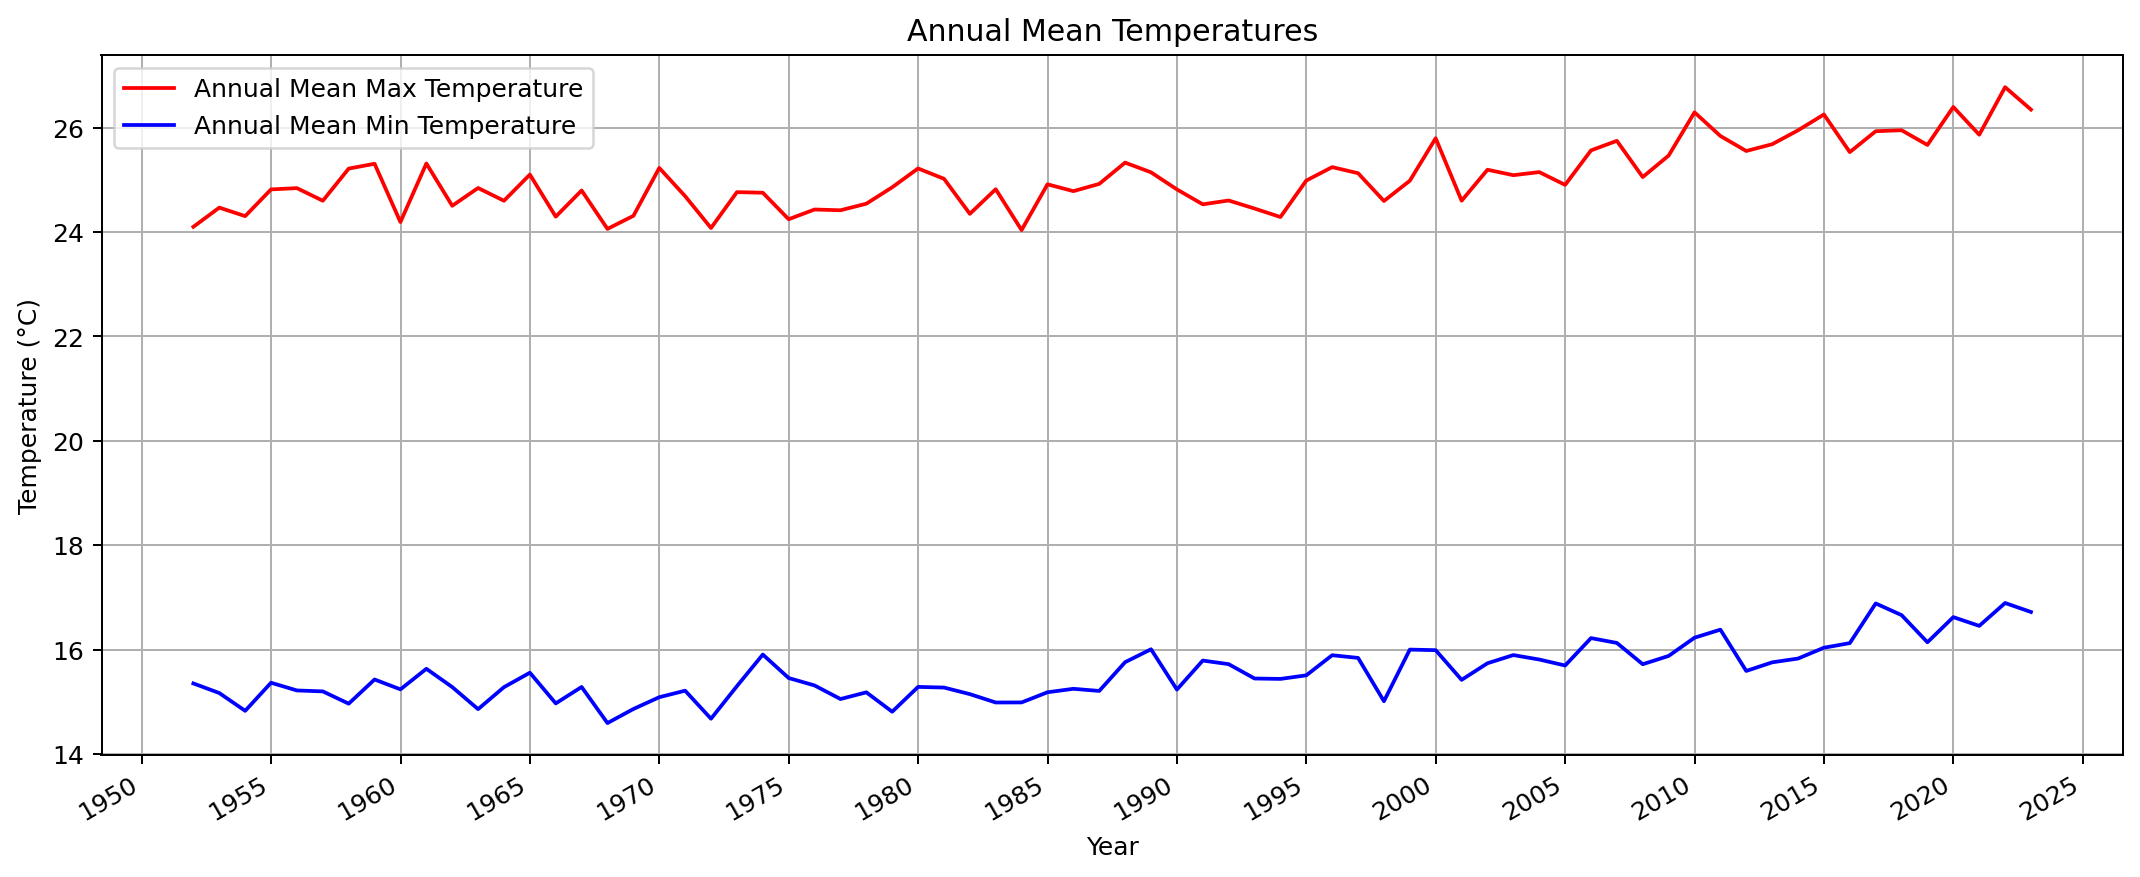 Annual Mean Temperatures
Annual Mean Max Temperature
Annual Mean Min Temperature
Temperature (°C)
26
24
22
20
18
16
14
1950 1955 1960 1965 1970 1975 1980 1985 1990 1995 2000 2005 2010 2015 2020 2025
Year